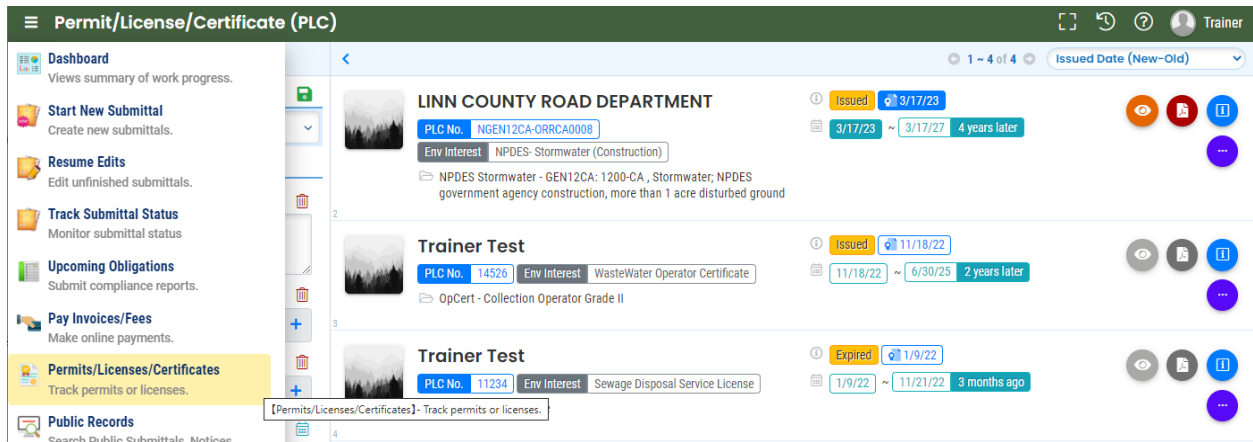 ≡ Permit/License/Certificate (PLC)
Trainer
Dashboard
Views summary of work progress.
Start New Submittal
Create new submittals.
Resume Edits
Edit unfinished submittals.
Track Submittal Status
Monitor submittal status
Upcoming Obligations
Submit compliance reports.
Pay Invoices/Fees
Make online payments.
Permits/Licenses/Certificates
Track permits or licenses.
Public Records
Search Public Submittals, Notices
【Permits/Licenses/Certificates】- Track permits or licenses.
1 ~ 4 of 4
Issued Date (New-Old)
LINN COUNTY ROAD DEPARTMENT
PLC No. NGEN12CA-ORRCA0008
Env Interest NPDES- Stormwater (Construction)
NPDES Stormwater - GEN12CA: 1200-CA , Stormwater; NPDES
government agency construction, more than 1 acre disturbed ground
Issued 3/17/23
3/17/23 ~ 3/17/27 4 years later
2
Trainer Test
PLC No. 14526 Env Interest WasteWater Operator Certificate
OpCert - Collection Operator Grade II
Issued 11/18/22
11/18/22 ~ 6/30/25 2 years later
3
Trainer Test
PLC No. 11234 Env Interest Sewage Disposal Service License
Expired 1/9/22
1/9/22 ~ 11/21/22 3 months ago
4